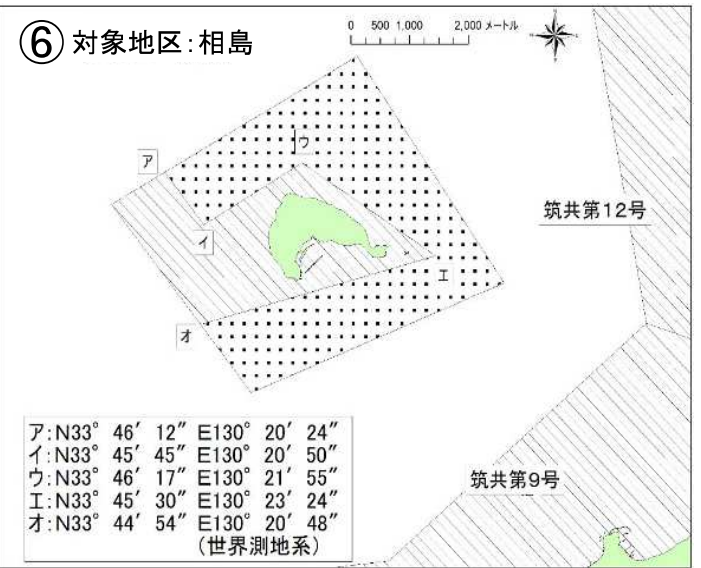 ⑥対象地区:相島
0 500 1,000 2,000 メートル
ア
ウ
イ
エ
オ
筑共第12号
筑共第9号
ア:N33° 46′ 12″ E130° 20′ 24″
イ:N33° 45′ 45″ E130° 20′ 50″
ウ:N33° 46′ 17″ E130° 21′ 55″
エ:N33° 45′ 30″ E130° 23′ 24″
オ:N33° 44′ 54″ E130° 20′ 48″
(世界測地系)